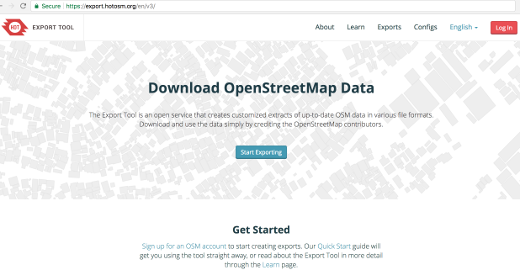 Secure https://export.hotosm.org/en/v3/
HOT EXPORT TOOL About Learn Exports Configs English Log In
Download OpenStreetMap Data
The Export Tool is an open service that creates customized extracts of up-to-date OSM data in various file formats.
Download and use the data simply by crediting the OpenStreetMap contributors.
Start Exporting
Get Started
Sign up for an OSM account to start creating exports. Our Quick Start guide will
get you using the tool straight away, or read about the Export Tool in more detail
through the Learn page.